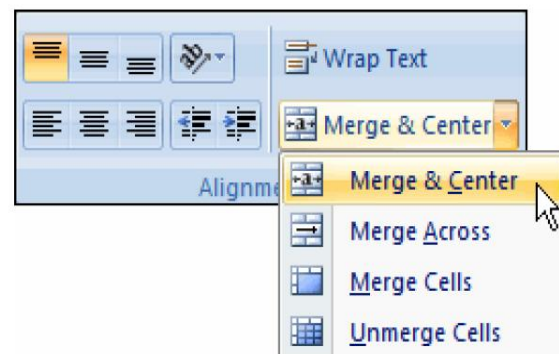 Wrap Text
Merge & Center
Alignme
Merge & Center
Merge Across
Merge Cells
Unmerge Cells